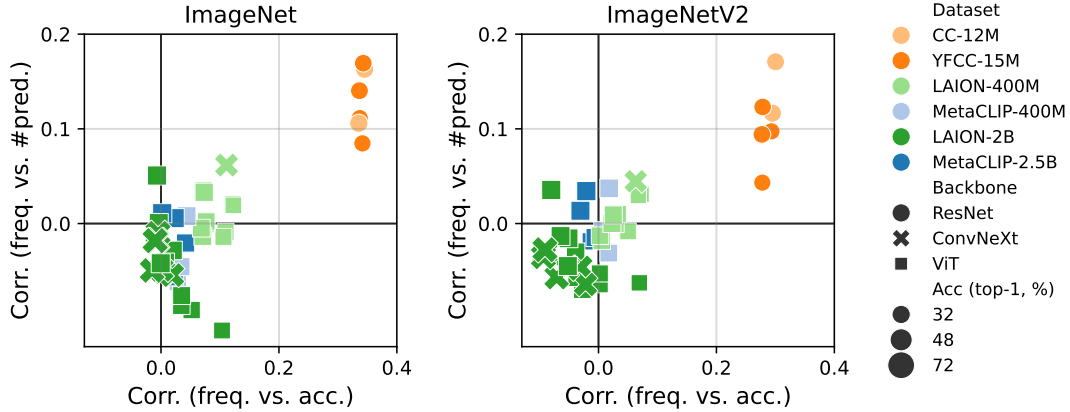 ImageNet
Corr. (freq. vs. #pred.)
0.2
0.1
0.0
0.0
0.2
0.4
Corr. (freq. vs. acc.)
ImageNetV2
Corr. (freq. vs. #pred.)
0.2
0.1
0.0
0.0
0.2
0.4
Corr. (freq. vs. acc.)
Dataset
CC-12M
YFCC-15M
LAION-400M
MetaCLIP-400M
LAION-2B
MetaCLIP-2.5B
Backbone
ResNet
ConvNeXt
ViT
Acc (top-1, %)
32
48
72